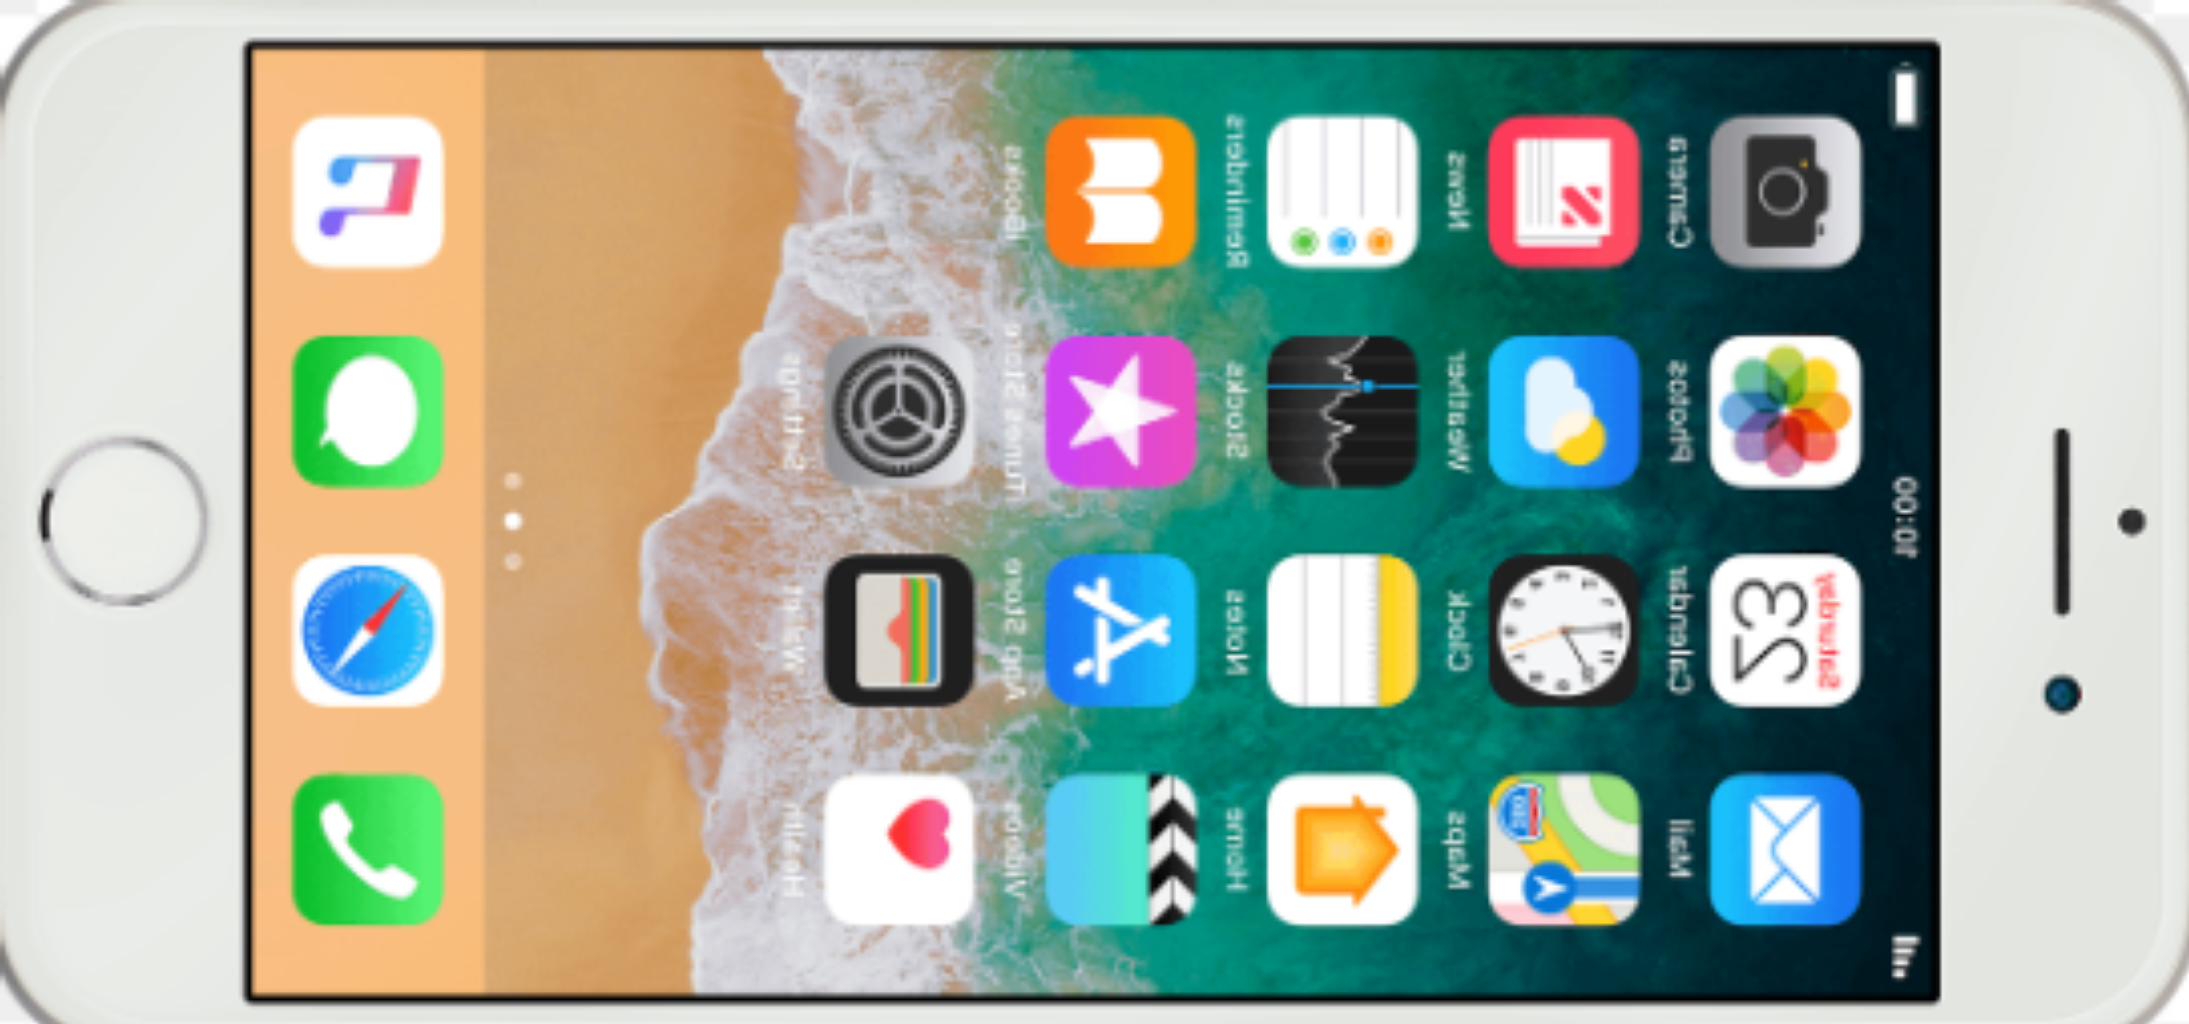 10:00
Saturday
23
Mail Calendar Photos Camera
280
Maps Clock Weather News
Home Notes Stocks Reminders
Videos App Store iTunes Store iBooks
Health Wallet Settings